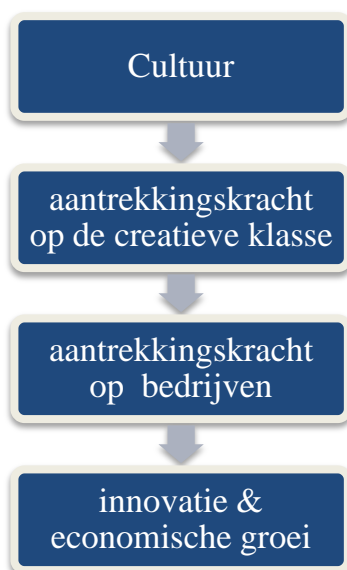 Cultuur
aantrekkingskracht
op de creatieve klasse
aantrekkingskracht
op bedrijven
innovatie &
economische groei